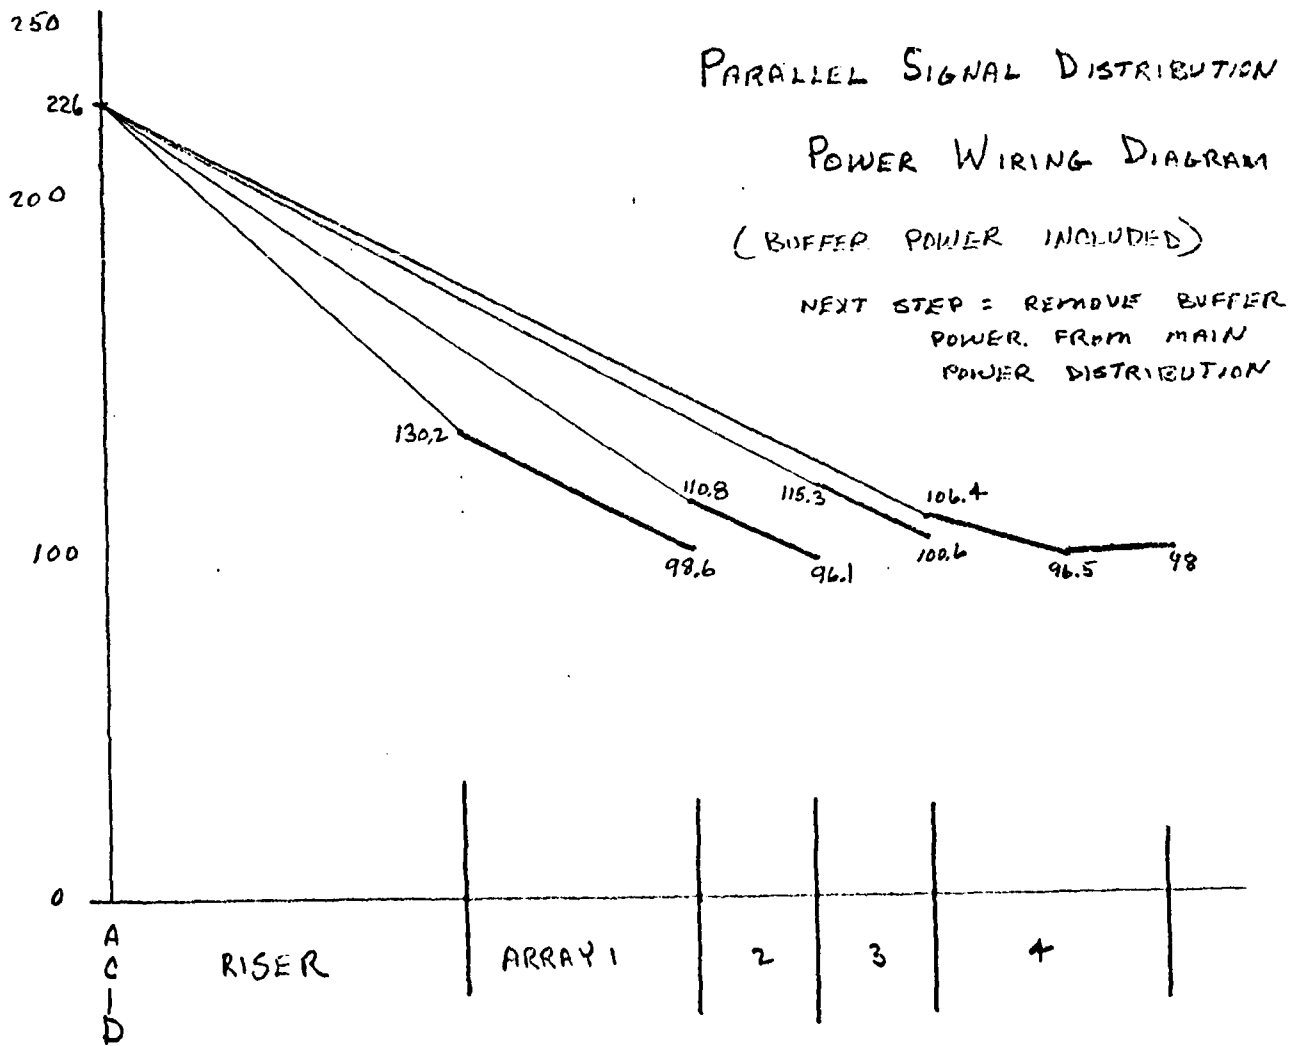 250
226
200
100
0
PARALLEL SIGNAL DISTRIBUTION
POWER WIRING DIAGRAM
(BUFFER POWER INCLUDED)
NEXT STEP = REMOVE BUFFER
POWER. FROM MAIN
POWER DISTRIBUTION
130.2
98.6
110.8
96.1
115.3
100.6
106.4
96.5
98
A
C
I
D
RISER
ARRAY 1
2
3
4